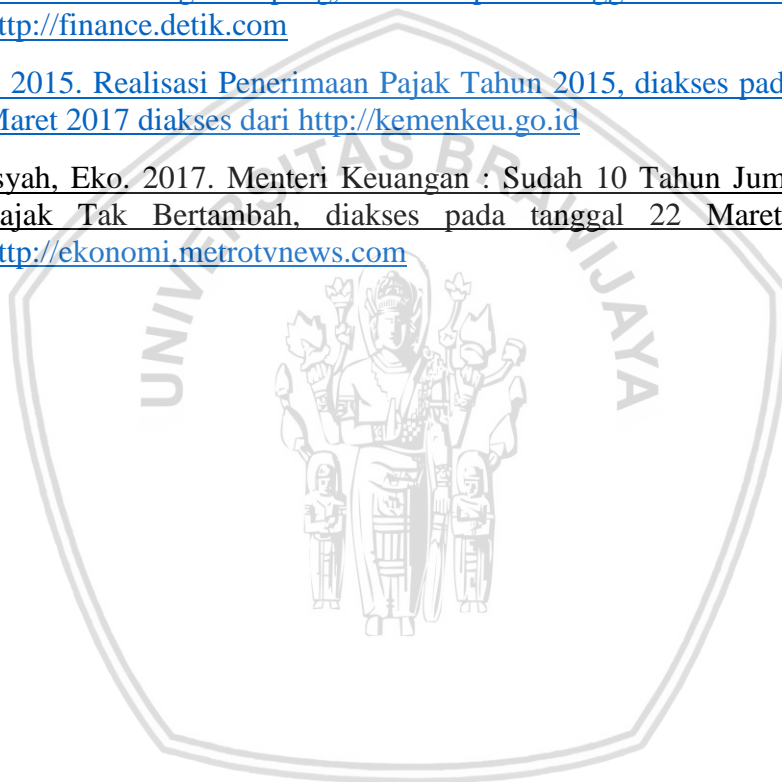 ttp://finance.detik.com
2015. Realisasi Penerimaan Pajak Tahun 2015, diakses pad
Maret 2017 diakses dari http://kemenkeu.go.id
syah, Eko. 2017. Menteri Keuangan : Sudah 10 Tahun Jum
ajak Tak Bertambah, diakses pada tanggal 22 Maret
ttp://ekonomi.metrotvnews.com
UNIVERSITAS BRAWIJAYA